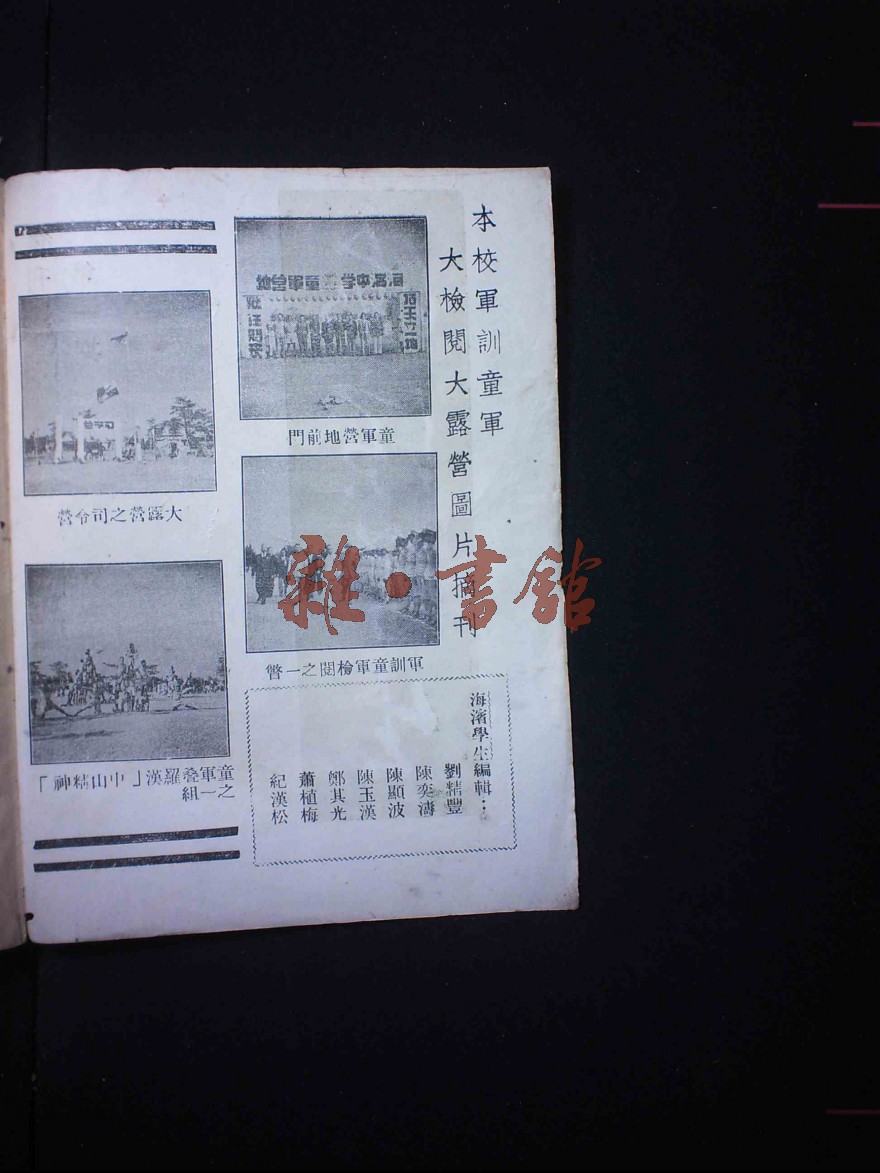 本校軍訓童軍
大檢閱大露營圖片摘刊
童軍營地前門
軍訓童軍檢閱之一瞥
大露營之司令營
童軍叠羅漢「中山精神」
之一組
海濱學生編輯：
劉精豐
陳奕濤
陳顯波
陳玉漢
鄭其光
蕭植梅
紀漢松
雜·書館